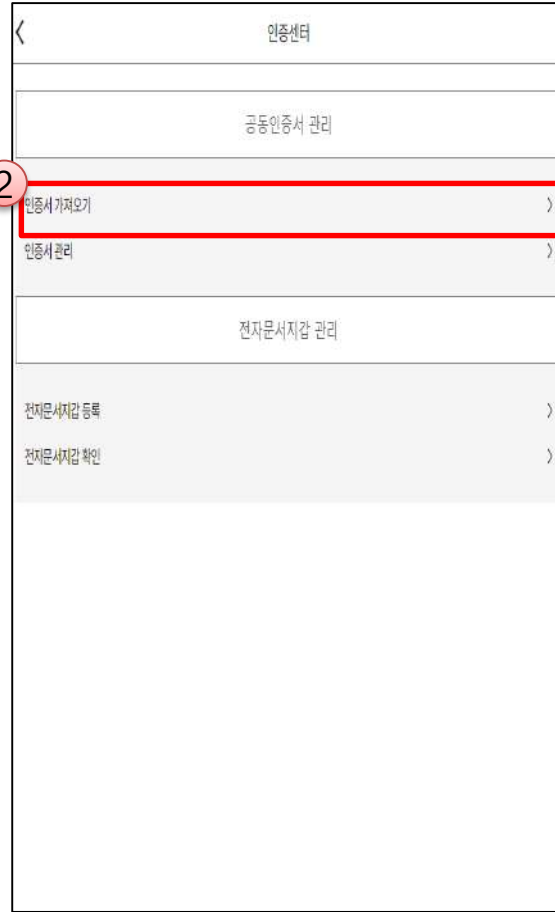 〈 인증센터
공동인증서 관리
2
인증서 가져오기 〉
인증서 관리 〉
전자문서지갑 관리
전자문서지갑 등록 〉
전자문서지갑 확인 〉